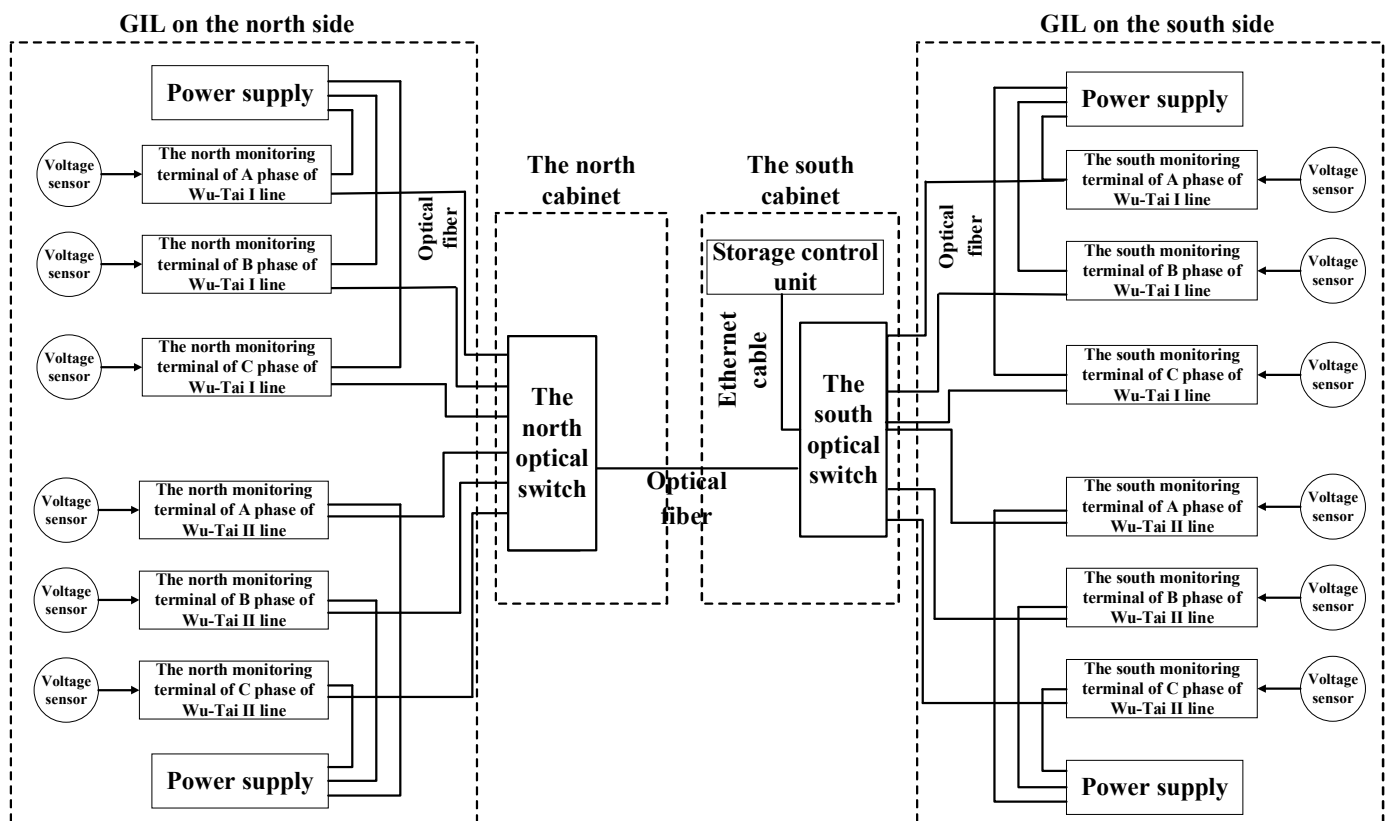 GIL on the north side
Power supply
Voltage
sensor
The north monitoring
terminal of A phase of
Wu-Tai I line
Voltage
sensor
The north monitoring
terminal of B phase of
Wu-Tai I line
Voltage
sensor
The north monitoring
terminal of C phase of
Wu-Tai I line
Voltage
sensor
The north monitoring
terminal of A phase of
Wu-Tai II line
Voltage
sensor
The north monitoring
terminal of B phase of
Wu-Tai II line
Voltage
sensor
The north monitoring
terminal of C phase of
Wu-Tai II line
Power supply
Optical
fiber
The north
cabinet
The
north
optical
switch
Optical
fiber
The south
cabinet
Storage control
unit
Ethernet
cable
The
south
optical
switch
GIL on the south side
Optical
fiber
Power supply
The south monitoring
terminal of A phase of
Wu-Tai I line
Voltage
sensor
The south monitoring
terminal of B phase of
Wu-Tai I line
Voltage
sensor
The south monitoring
terminal of C phase of
Wu-Tai I line
Voltage
sensor
The south monitoring
terminal of A phase of
Wu-Tai II line
Voltage
sensor
The south monitoring
terminal of B phase of
Wu-Tai II line
Voltage
sensor
The south monitoring
terminal of C phase of
Wu-Tai II line
Voltage
sensor
Power supply